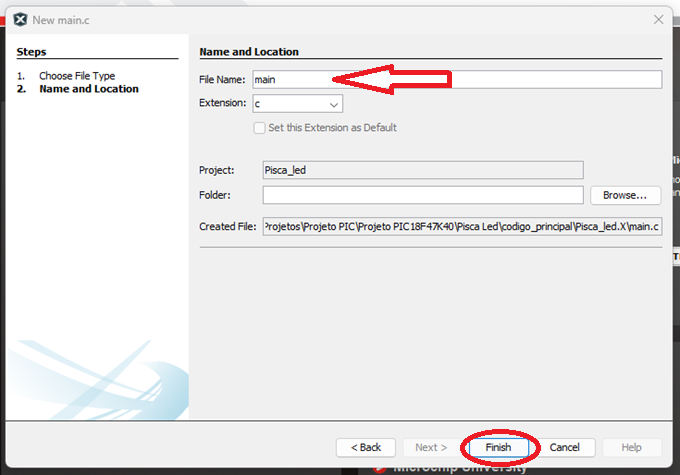 New main.c
Steps
1. Choose File Type
2. Name and Location
Name and Location
File Name: main
Extension: c
Set this Extension as Default
Project: Pisca_led
Folder:
Browse...
Created File: Projetos\Projeto PIC\Projeto PIC18F47K40\Pisca Led\codigo_principal\Pisca_led.X\main.c
< Back
Next >
Finish
Cancel
Help
Microchip University